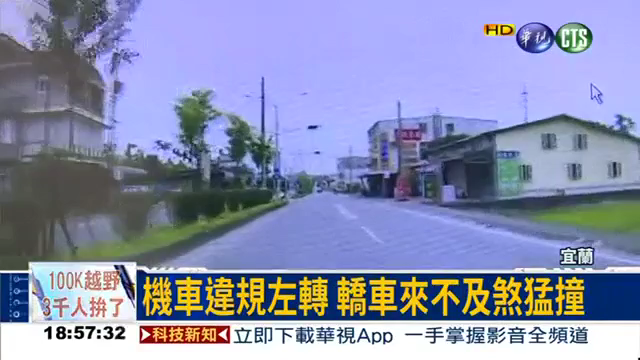 HD 華視 CTS
宜蘭
100K越野
3千人拚了
機車違規左轉 轎車來不及煞猛撞
18:57:32 ▶科技新知 立即下載華視App 一手掌握影音全頻道